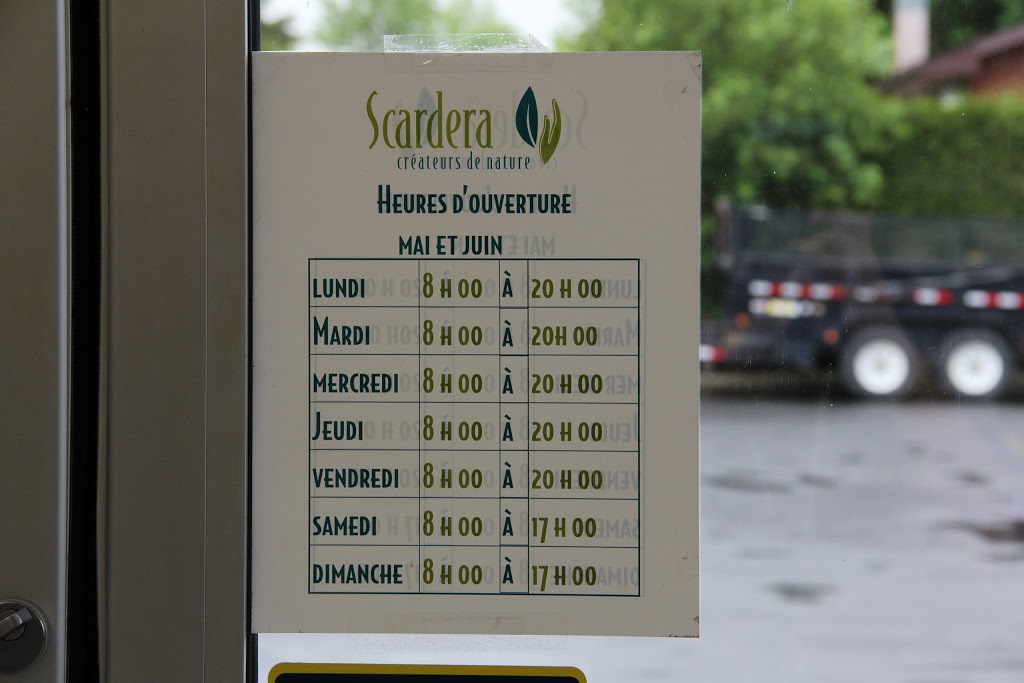 Scardera
créateurs de nature
HEURES D'OUVERTURE
MAI ET JUIN
LUNDI 8 H 00 À 20 H 00
MARDI 8 H 00 À 20H 00
MERCREDI 8 H 00 À 20 H 00
JEUDI 8 H 00 À 20 H 00
VENDREDI 8 H 00 À 20 H 00
SAMEDI 8 H 00 À 17 H 00
DIMANCHE 8 H 00 À 17 H 00